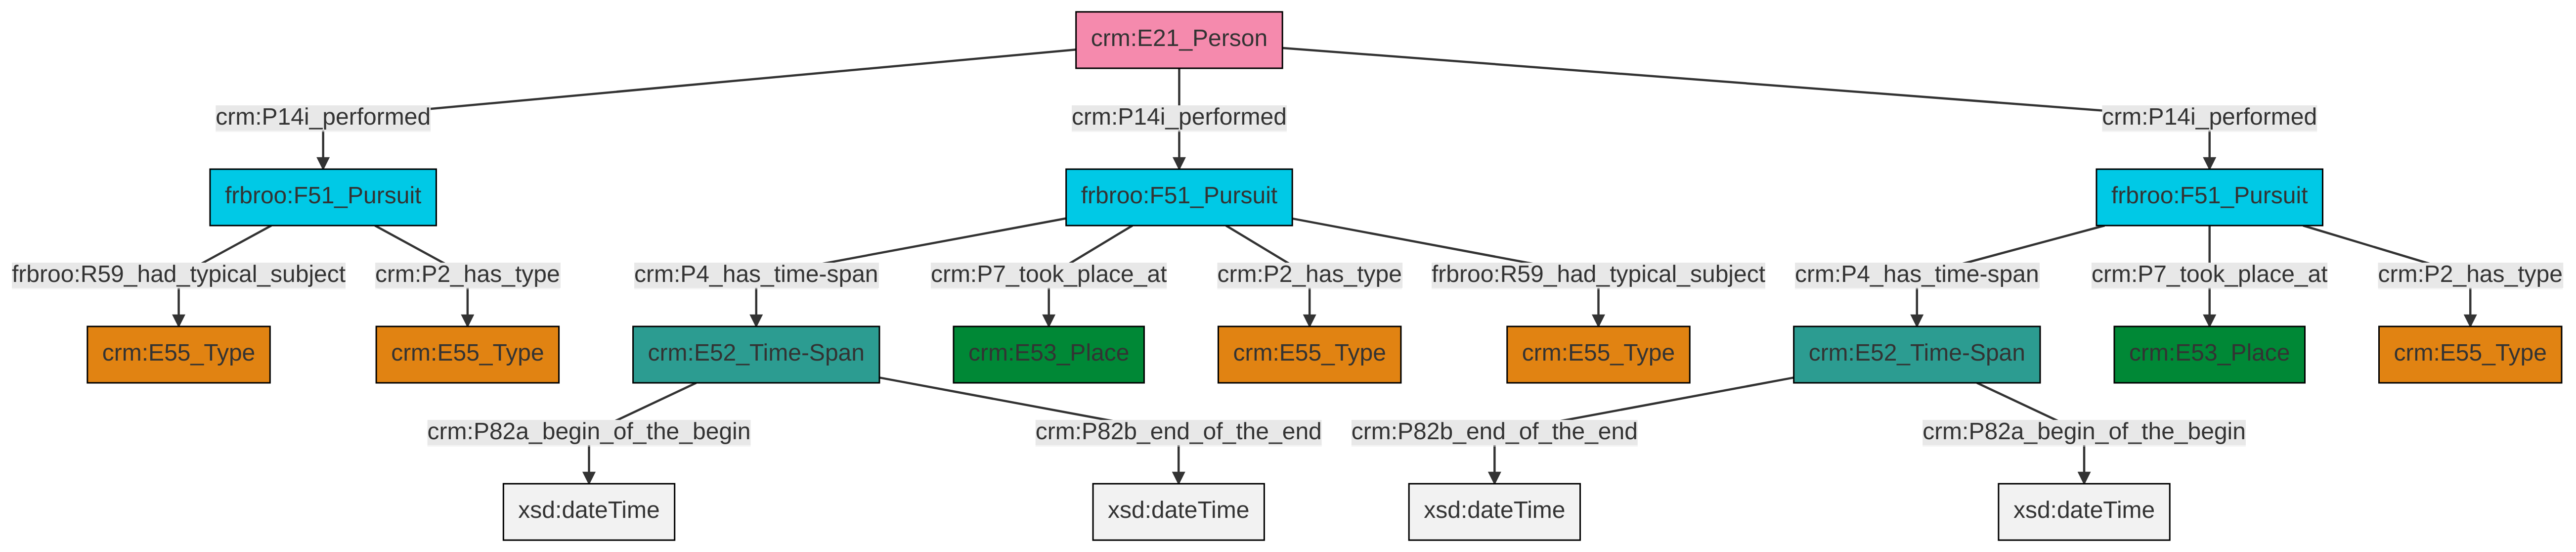 crm:E21_Person
crm:P14i_performed
crm:P14i_performed
crm:P14i_performed
frbroo:F51_Pursuit
frbroo:F51_Pursuit
frbroo:F51_Pursuit
frbroo:R59_had_typical_subject
crm:P2_has_type
crm:P4_has_time-span
crm:P7_took_place_at
crm:P2_has_type
frbroo:R59_had_typical_subject
crm:P4_has_time-span
crm:P7_took_place_at
crm:P2_has_type
crm:E55_Type
crm:E55_Type
crm:E52_Time-Span
crm:E53_Place
crm:E55_Type
crm:E55_Type
crm:E52_Time-Span
crm:E53_Place
crm:E55_Type
crm:P82a_begin_of_the_begin
crm:P82b_end_of_the_end
crm:P82b_end_of_the_end
crm:P82a_begin_of_the_begin
xsd:dateTime
xsd:dateTime
xsd:dateTime
xsd:dateTime